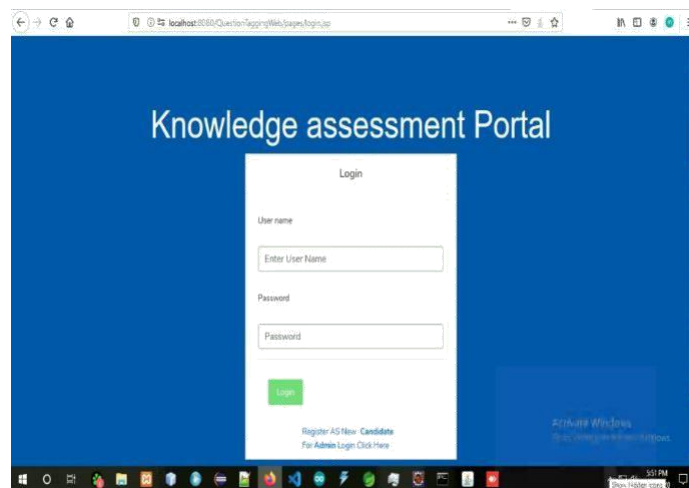 localhost:8080/QuestionTaggingWeb/pages/login.jsp
Knowledge assessment Portal
Login
User name
Enter User Name
Password
Password
Login
Register AS New Candidate
For Admin Login Click Here
Activate Windows
5:51 PM
Show hidden icons